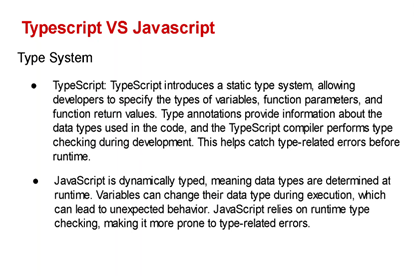 Typescript VS Javascript
Type System
● TypeScript: TypeScript introduces a static type system, allowing
developers to specify the types of variables, function parameters, and
function return values. Type annotations provide information about the
data types used in the code, and the TypeScript compiler performs type
checking during development. This helps catch type-related errors before
runtime.
● JavaScript is dynamically typed, meaning data types are determined at
runtime. Variables can change their data type during execution, which
can lead to unexpected behavior. JavaScript relies on runtime type
checking, making it more prone to type-related errors.